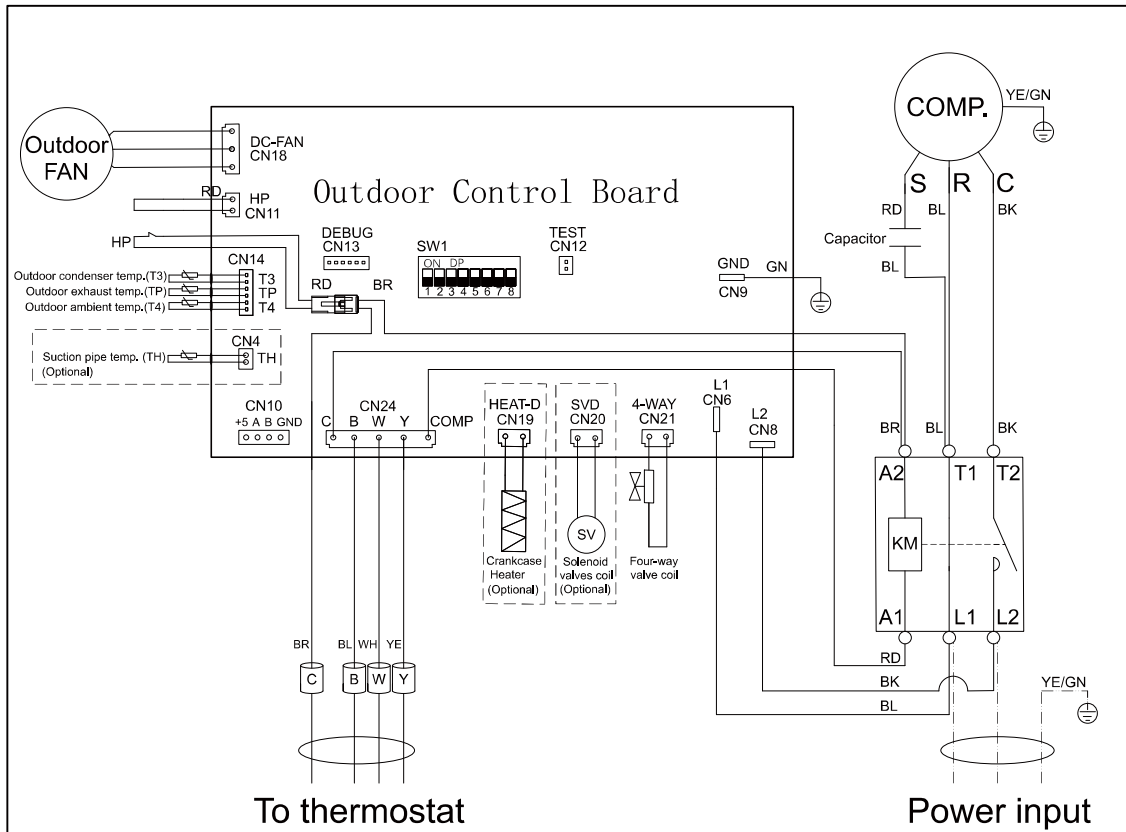 Outdoor
FAN
DC-FAN
CN18
RD
HP
CN11
HP
Outdoor Control Board
DEBUG
CN13
SW1
ON DP
1 2 3 4 5 6 7 8
TEST
CN12
GND
CN9
GN
CN14
Outdoor condenser temp.(T3)
T3
Outdoor exhaust temp.(TP)
TP
Outdoor ambient temp.(T4)
T4
RD
BR
CN4
Suction pipe temp. (TH)
(Optional)
TH
CN10
+5 A B GND
CN24
C B W Y COMP
HEAT-D
CN19
Crankcase
Heater
(Optional)
SVD
CN20
SV
Solenoid
valves coil
(Optional)
4-WAY
CN21
Four-way
valve coil
L1
CN6
L2
CN8
COMP.
YE/GN
S R C
RD BL BK
Capacitor
BL
BR BL BK
A2 T1 T2
KM
A1 L1 L2
RD
BK
BL
YE/GN
BR BL WH YE
C B W Y
To thermostat
Power input